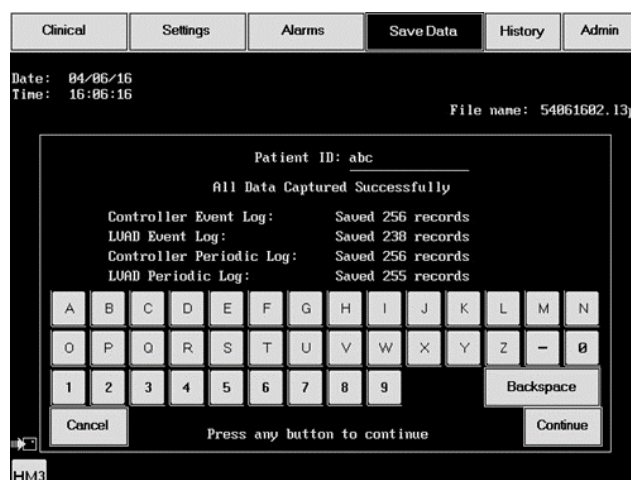 Clinical Settings Alarms Save Data History Admin
Date: 04/06/16
Time: 16:06:16
File name: 54061602.l3
Patient ID: abc
All Data Captured Successfully
Controller Event Log: Saved 256 records
LVAD Event Log: Saved 238 records
Controller Periodic Log: Saved 256 records
LVAD Periodic Log: Saved 255 records
A B C D E F G H I J K L M N
O P Q R S T U V W X Y Z - 0
1 2 3 4 5 6 7 8 9 Backspace
Cancel Press any button to continue Continue
HM3